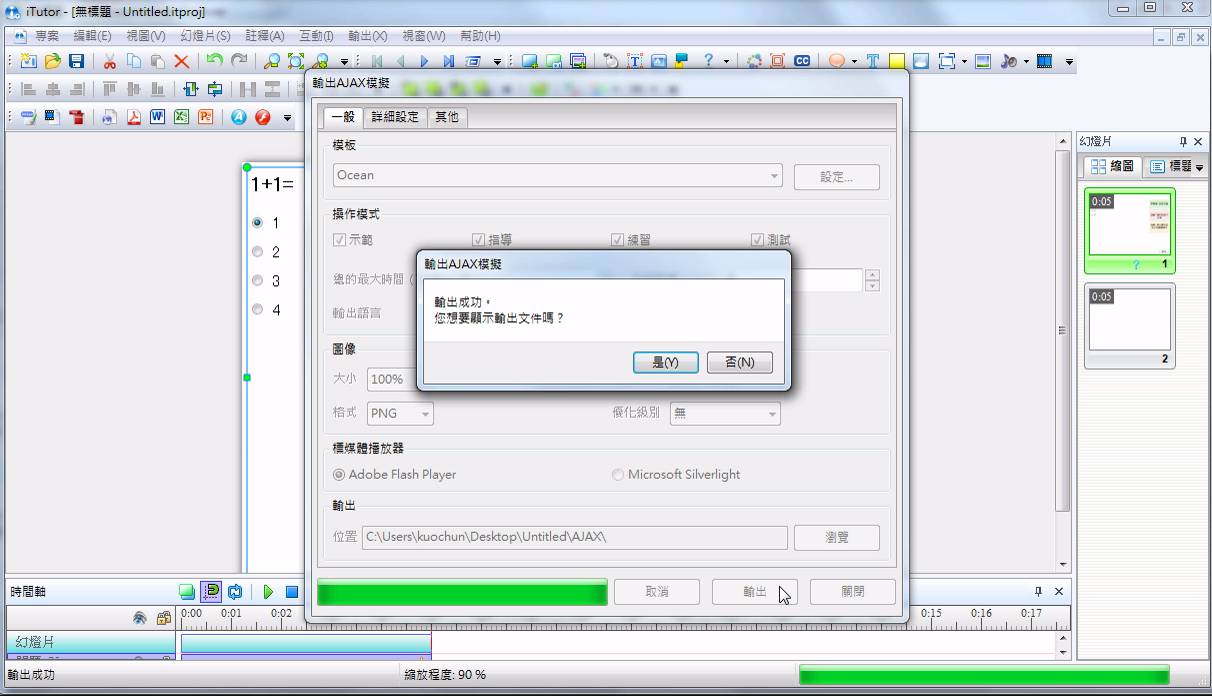 iTutor - [無標題 - Untitled.itproj]
專案 編輯(E) 視圖(V) 幻燈片(S) 註釋(A) 互動(I) 輸出(X) 視窗(W) 幫助(H)
輸出AJAX模擬
一般 詳細設定 其他
模板
Ocean 設定...
操作模式
示範 指導 練習 測試
總的最大時間 (
輸出語言
圖像
大小 100%
格式 PNG 優化級別 無
標媒體播放器
Adobe Flash Player Microsoft Silverlight
輸出
位置 C:\Users\kuochun\Desktop\Untitled\AJAX\ 瀏覽
取消 輸出 關閉
輸出AJAX模擬
輸出成功。
您想要顯示輸出文件嗎？
是(Y) 否(N)
1+1=
1
2
3
4
幻燈片
縮圖 標題
0:05
1
0:05
2
時間軸
0:00 0:01 0:02 0:15 0:16 0:17
幻燈片
輸出成功 縮放程度: 90 %